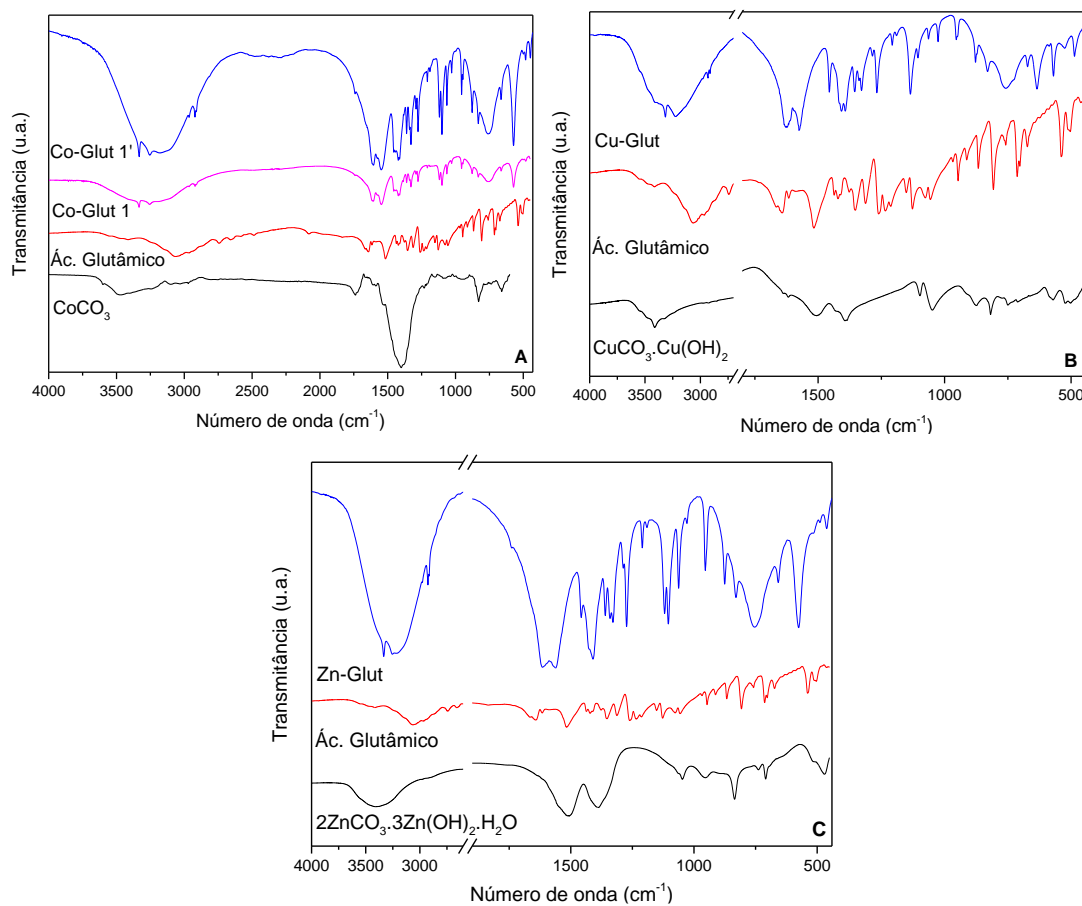 Transmitância (u.a.)
Co-Glut 1'
Co-Glut 1
Ác. Glutâmico
CoCO3
A
4000 3500 3000 2500 2000 1500 1000 500
Número de onda (cm-1)
Transmitância (u.a.)
Cu-Glut
Ác. Glutâmico
CuCO3.Cu(OH)2
B
4000 3500 3000 1500 1000 500
Número de onda (cm-1)
Transmitância (u.a.)
Zn-Glut
Ác. Glutâmico
2ZnCO3.3Zn(OH)2.H2O
C
4000 3500 3000 1500 1000 500
Número de onda (cm-1)